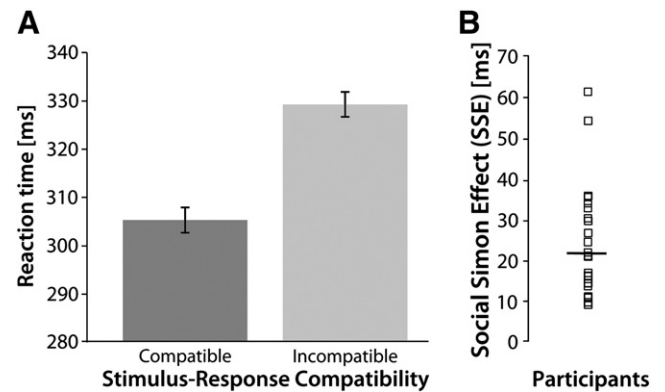 A
Reaction time [ms]
340
330
320
310
300
290
280
Compatible
Incompatible
Stimulus-Response Compatibility
B
Social Simon Effect (SSE) [ms]
70
60
50
40
30
20
10
0
Participants